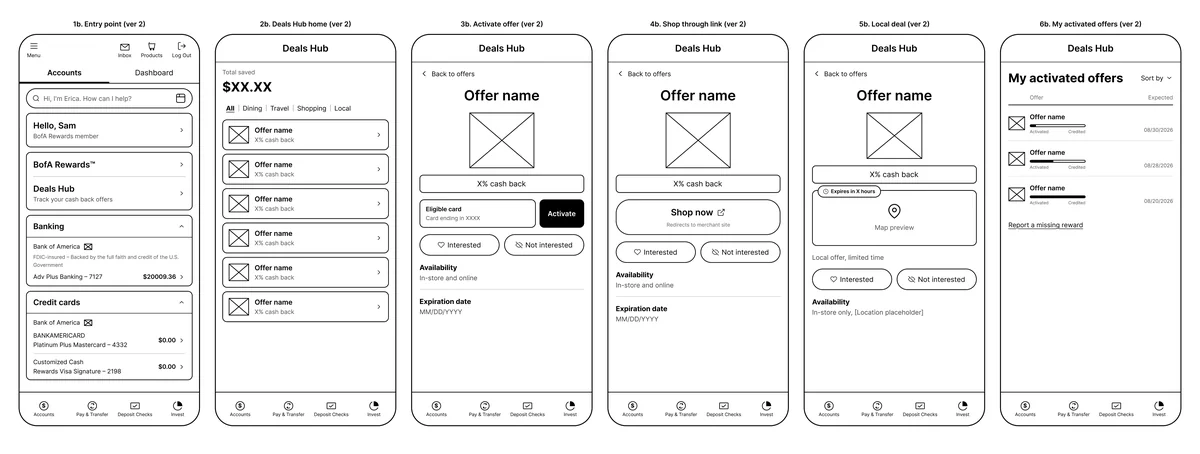 1b. Entry point (ver 2)
Menu
Inbox
Products
Log Out
Accounts
Dashboard
Hi, I'm Erica. How can I help?
Hello, Sam
BofA Rewards member
BofA Rewards™
Deals Hub
Track your cash back offers
Banking
Bank of America
FDIC-insured – Backed by the full faith and credit of the U.S.
Government
Adv Plus Banking – 7127
$20009.36
Credit cards
Bank of America
BANKAMERICARD
Platinum Plus Mastercard – 4332
$0.00
Customized Cash
Rewards Visa Signature – 2198
$0.00
Accounts
Pay & Transfer
Deposit Checks
Invest
2b. Deals Hub home (ver 2)
Deals Hub
Total saved
$XX.XX
All | Dining | Travel | Shopping | Local
Offer name
X% cash back
Offer name
X% cash back
Offer name
X% cash back
Offer name
X% cash back
Offer name
X% cash back
Offer name
X% cash back
Accounts
Pay & Transfer
Deposit Checks
Invest
3b. Activate offer (ver 2)
Deals Hub
Back to offers
Offer name
X% cash back
Eligible card
Card ending in XXXX
Activate
Interested
Not interested
Availability
In-store and online
Expiration date
MM/DD/YYYY
Accounts
Pay & Transfer
Deposit Checks
Invest
4b. Shop through link (ver 2)
Deals Hub
Back to offers
Offer name
X% cash back
Shop now
Redirects to merchant site
Interested
Not interested
Availability
In-store and online
Expiration date
MM/DD/YYYY
Accounts
Pay & Transfer
Deposit Checks
Invest
5b. Local deal (ver 2)
Deals Hub
Back to offers
Offer name
X% cash back
Expires in X hours
Map preview
Local offer, limited time
Interested
Not interested
Availability
In-store only, [Location placeholder]
Accounts
Pay & Transfer
Deposit Checks
Invest
6b. My activated offers (ver 2)
Deals Hub
My activated offers
Sort by
Offer
Expected
Offer name
Activated
Credited
08/30/2026
Offer name
Activated
Credited
08/28/2026
Offer name
Activated
Credited
08/20/2026
Report a missing reward
Accounts
Pay & Transfer
Deposit Checks
Invest